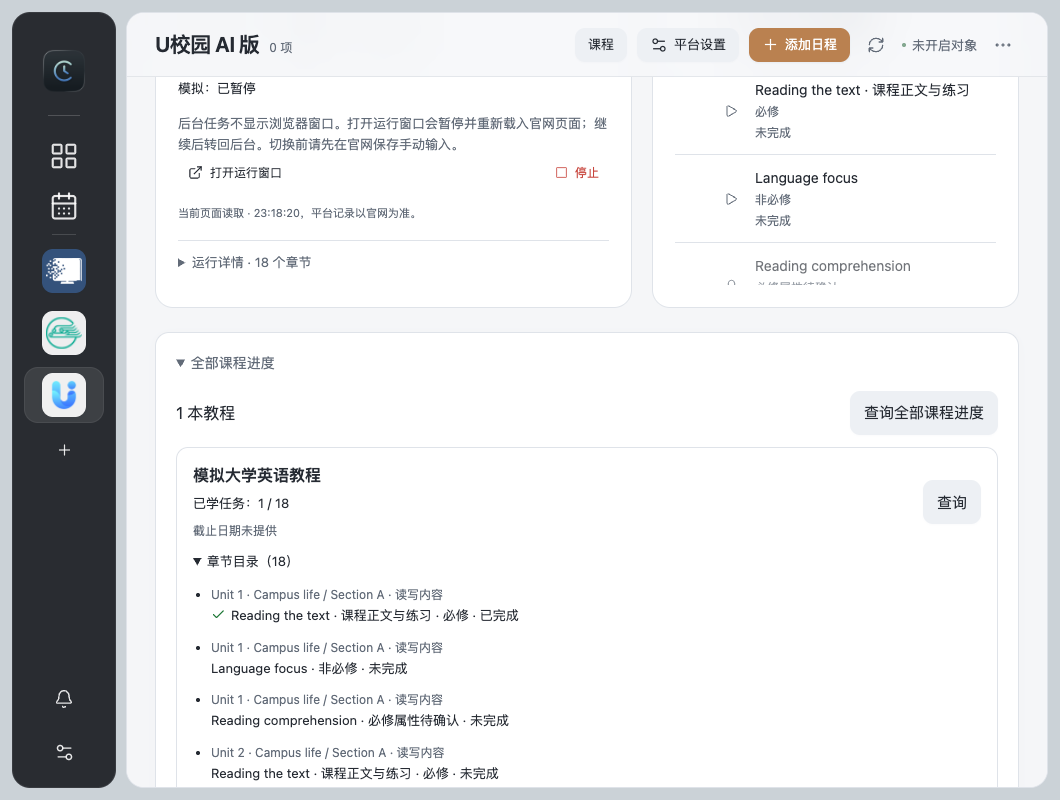 U校园 AI 版
0 项
课程
平台设置
添加日程
未开启对象
模拟：已暂停
后台任务不显示浏览器窗口。打开运行窗口会暂停并重新载入官网页面；继
续后转回后台。切换前请先在官网保存手动输入。
打开运行窗口
停止
当前页面读取 · 23:18:20，平台记录以官网为准。
运行详情 · 18 个章节
Reading the text · 课程正文与练习
必修
未完成
Language focus
非必修
未完成
Reading comprehension
全部课程进度
1 本教程
查询全部课程进度
模拟大学英语教程
已学任务：1 / 18
截止日期未提供
查询
章节目录（18）
Unit 1 · Campus life / Section A · 读写内容
Reading the text · 课程正文与练习 · 必修 · 已完成
Unit 1 · Campus life / Section A · 读写内容
Language focus · 非必修 · 未完成
Unit 1 · Campus life / Section A · 读写内容
Reading comprehension · 必修属性待确认 · 未完成
Unit 2 · Campus life / Section A · 读写内容
Reading the text · 课程正文与练习 · 必修 · 未完成